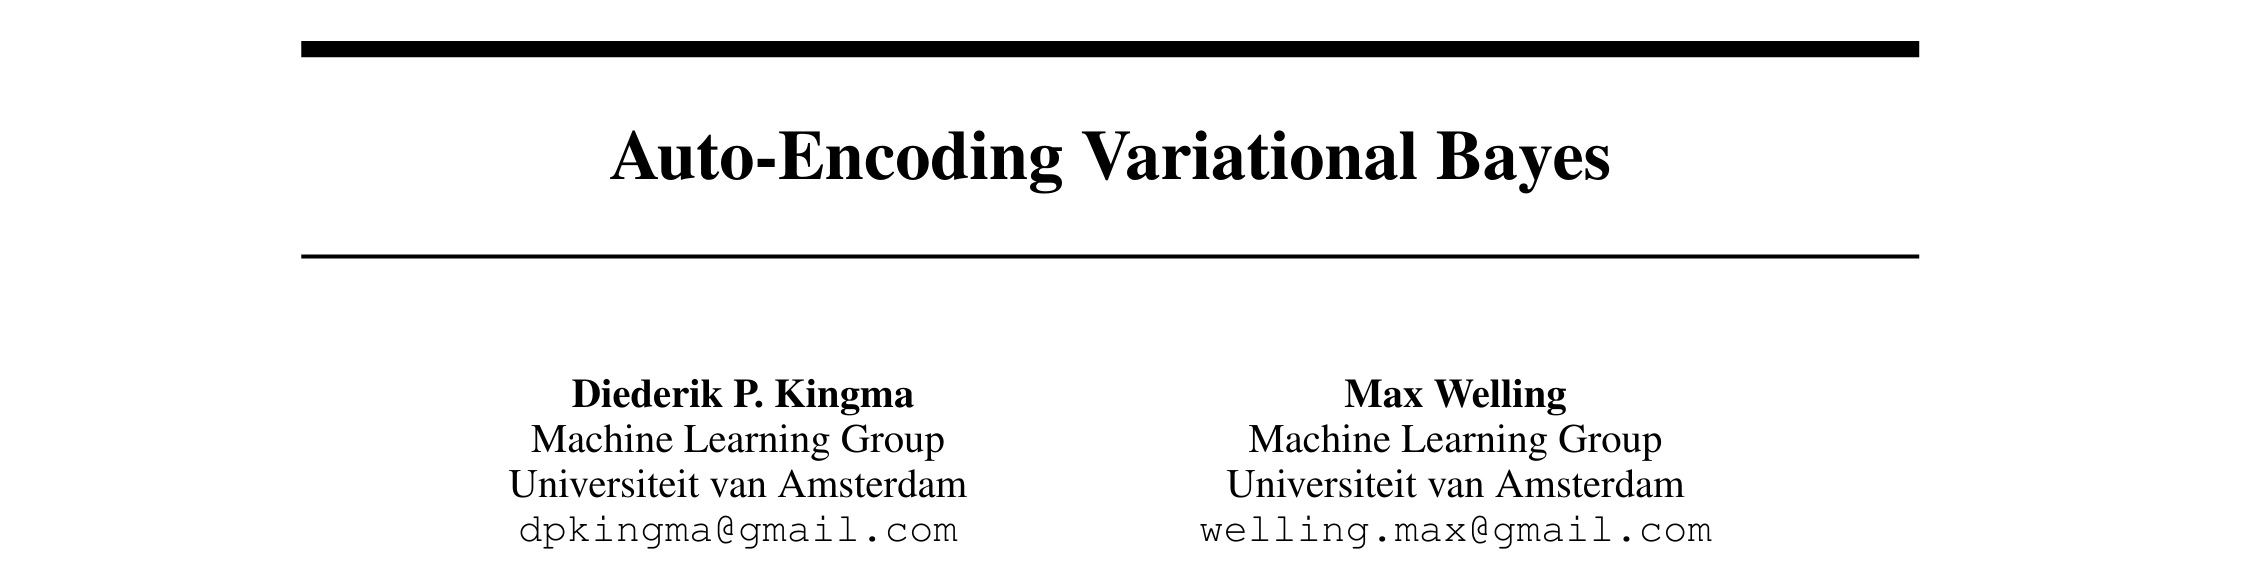 Auto-Encoding Variational Bayes
Diederik P. Kingma
Machine Learning Group
Universiteit van Amsterdam
dpkingma@gmail.com
Max Welling
Machine Learning Group
Universiteit van Amsterdam
welling.max@gmail.com